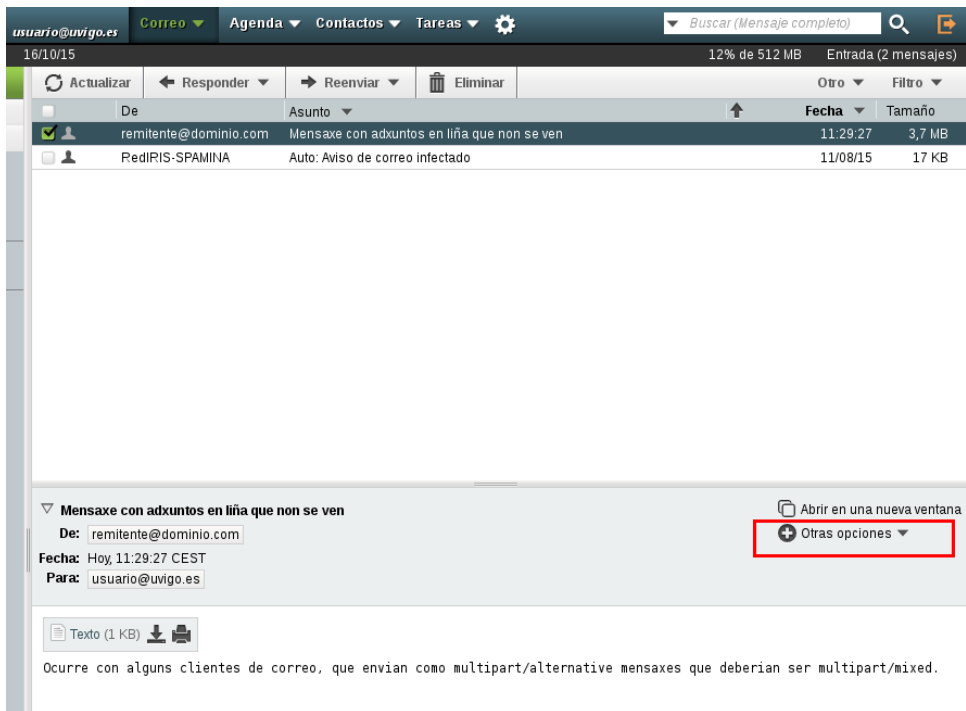 usuario@uvigo.es Correo Agenda Contactos Tareas Buscar (Mensaje completo)
16/10/15 12% de 512 MB Entrada (2 mensajes)
Actualizar Responder Reenviar Eliminar Otro Filtro
De Asunto Fecha Tamaño
remitente@dominio.com Mensaxe con adxuntos en liña que non se ven 11:29:27 3,7 MB
RedIRIS-SPAMINA Auto: Aviso de correo infectado 11/08/15 17 KB
Mensaxe con adxuntos en liña que non se ven Abrir en una nueva ventana
De: remitente@dominio.com Otras opciones
Fecha: Hoy, 11:29:27 CEST
Para: usuario@uvigo.es
Texto (1 KB)
Ocurre con alguns clientes de correo, que envian como multipart/alternative mensaxes que deberian ser multipart/mixed.